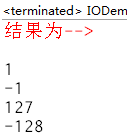 <terminated> IODem
结果为-->
1
-1
127
-128